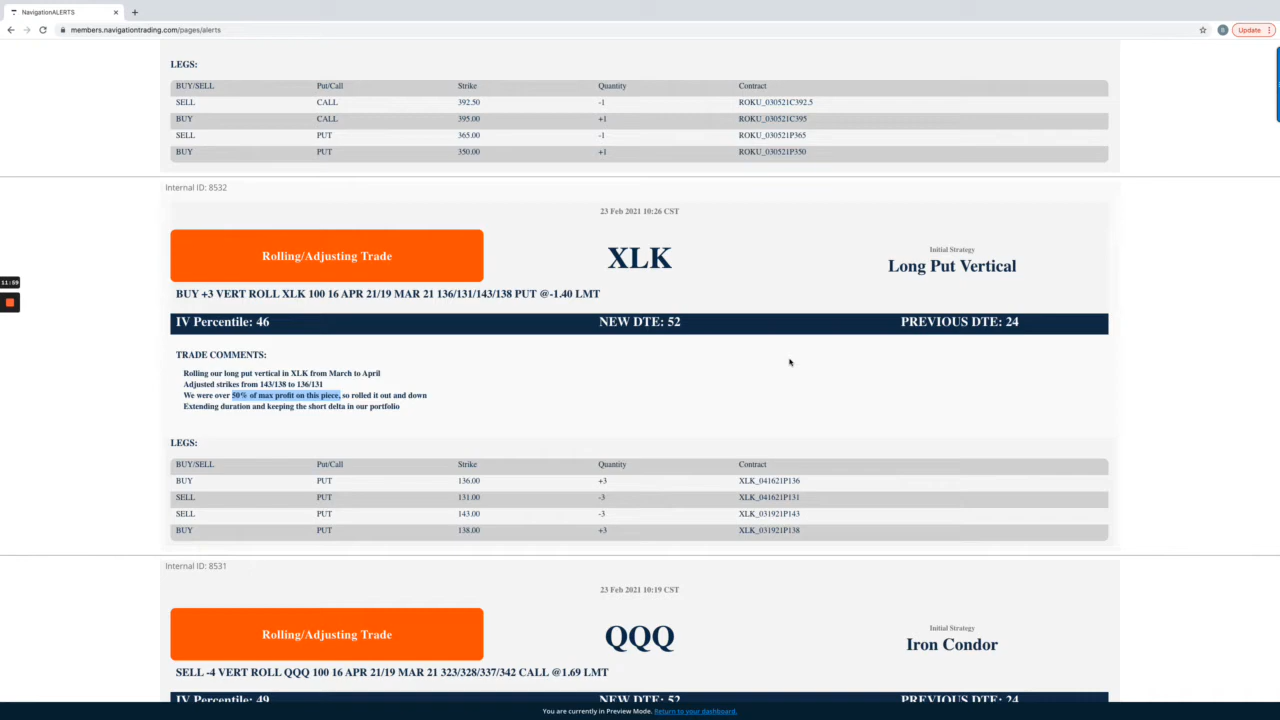 NavigationALERTS
members.navigationtrading.com/pages/alerts
Update
LEGS:
BUY/SELL Put/Call Strike Quantity Contract
SELL CALL 392.50 -1 ROKU_030521C392.5
BUY CALL 395.00 +1 ROKU_030521C395
SELL PUT 365.00 -1 ROKU_030521P365
BUY PUT 350.00 +1 ROKU_030521P350
Internal ID: 8532
23 Feb 2021 10:26 CST
Rolling/Adjusting Trade
XLK
Initial Strategy
Long Put Vertical
11:59
BUY +3 VERT ROLL XLK 100 16 APR 21/19 MAR 21 136/131/143/138 PUT @-1.40 LMT
IV Percentile: 46 NEW DTE: 52 PREVIOUS DTE: 24
TRADE COMMENTS:
Rolling our long put vertical in XLK from March to April
Adjusted strikes from 143/138 to 136/131
We were over 50% of max profit on this piece, so rolled it out and down
Extending duration and keeping the short delta in our portfolio
LEGS:
BUY/SELL Put/Call Strike Quantity Contract
BUY PUT 136.00 +3 XLK_041621P136
SELL PUT 131.00 -3 XLK_041621P131
SELL PUT 143.00 -3 XLK_031921P143
BUY PUT 138.00 +3 XLK_031921P138
Internal ID: 8531
23 Feb 2021 10:19 CST
Rolling/Adjusting Trade
QQQ
Initial Strategy
Iron Condor
SELL -4 VERT ROLL QQQ 100 16 APR 21/19 MAR 21 323/328/337/342 CALL @1.69 LMT
IV Percentile: 49 NEW DTE: 52 PREVIOUS DTE: 24
You are currently in Preview Mode. Return to your dashboard.